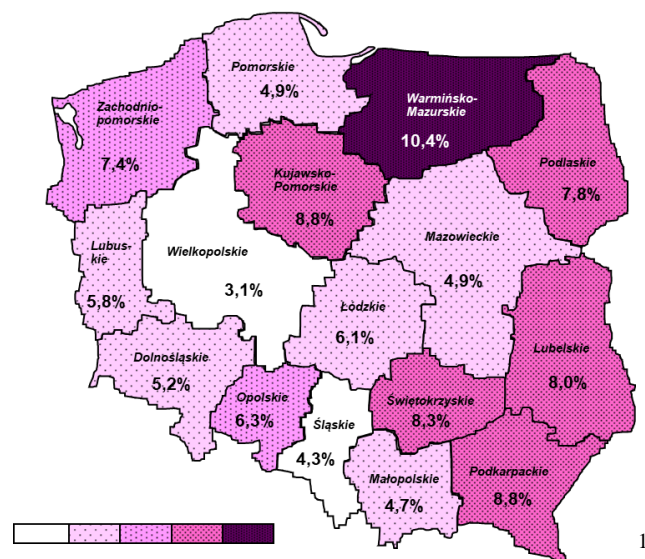 Pomorskie
4,9%
Warmińsko-
Mazurskie
10,4%
Zachodnio-
pomorskie
7,4%
Podlaskie
7,8%
Kujawsko-
Pomorskie
8,8%
Mazowieckie
4,9%
Lubus-
kie
5,8%
Wielkopolskie
3,1%
Łódzkie
6,1%
Lubelskie
8,0%
Dolnośląskie
5,2%
Opolskie
6,3%
Śląskie
4,3%
Świętokrzyskie
8,3%
Małopolskie
4,7%
Podkarpackie
8,8%
1